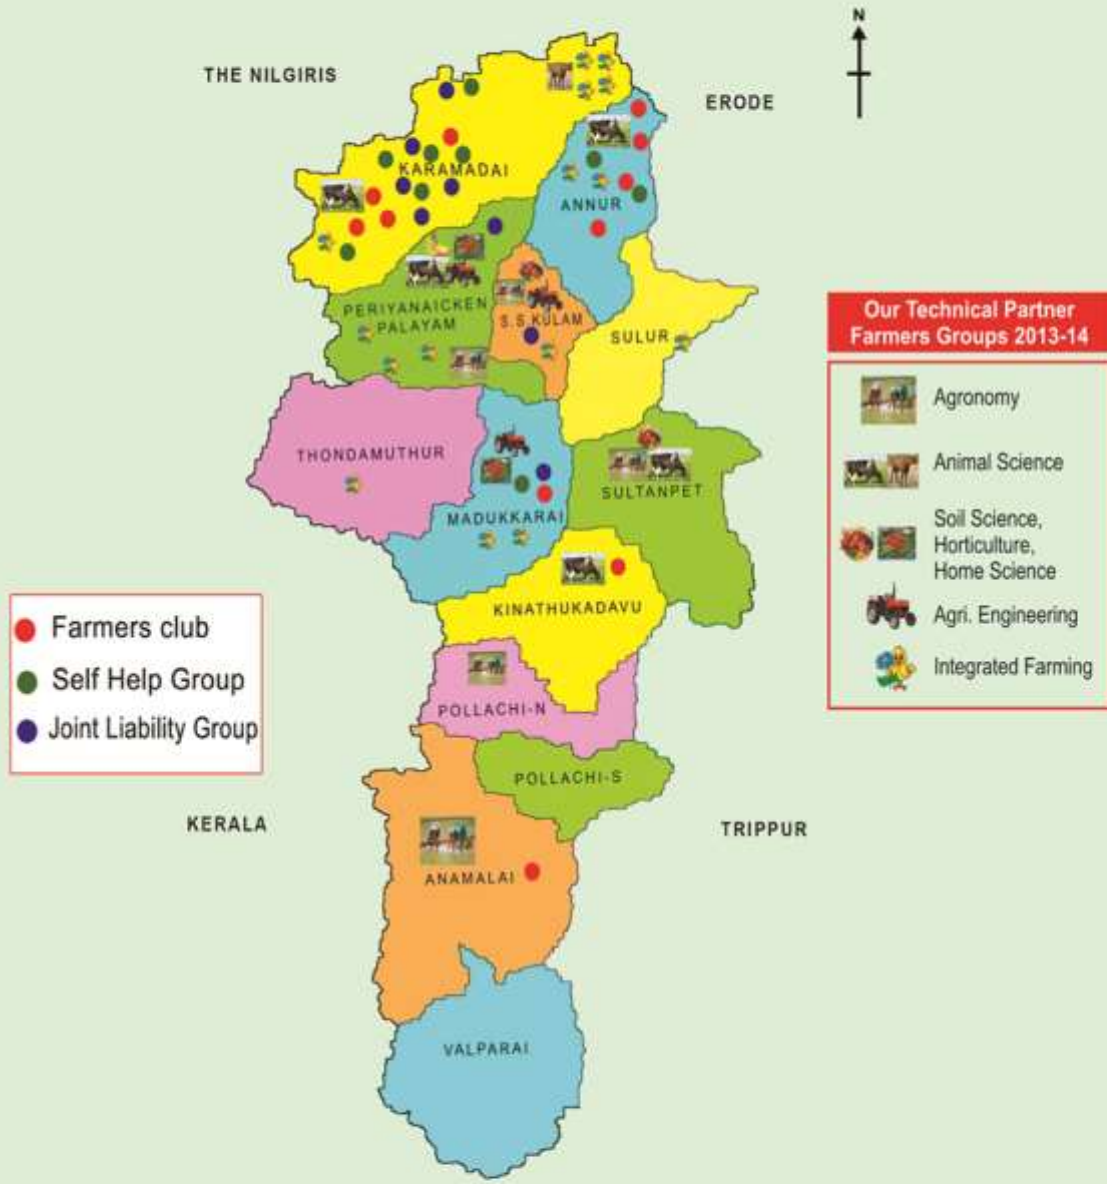 N
THE NILGIRIS
ERODE
KARAMADAI
ANNUR
PERIYANAICKEN
PALAYAM
S.S.KULAM
SULUR
Our Technical Partner
Farmers Groups 2013-14
Agronomy
Animal Science
Soil Science,
Horticulture,
Home Science
Agri. Engineering
Integrated Farming
THONDAMUTHUR
SULTANPET
MADUKKARAI
KINATHUKADAVU
Farmers club
Self Help Group
Joint Liability Group
POLLACHI-N
POLLACHI-S
KERALA
TRIPPUR
ANAMALAI
VALPARAI